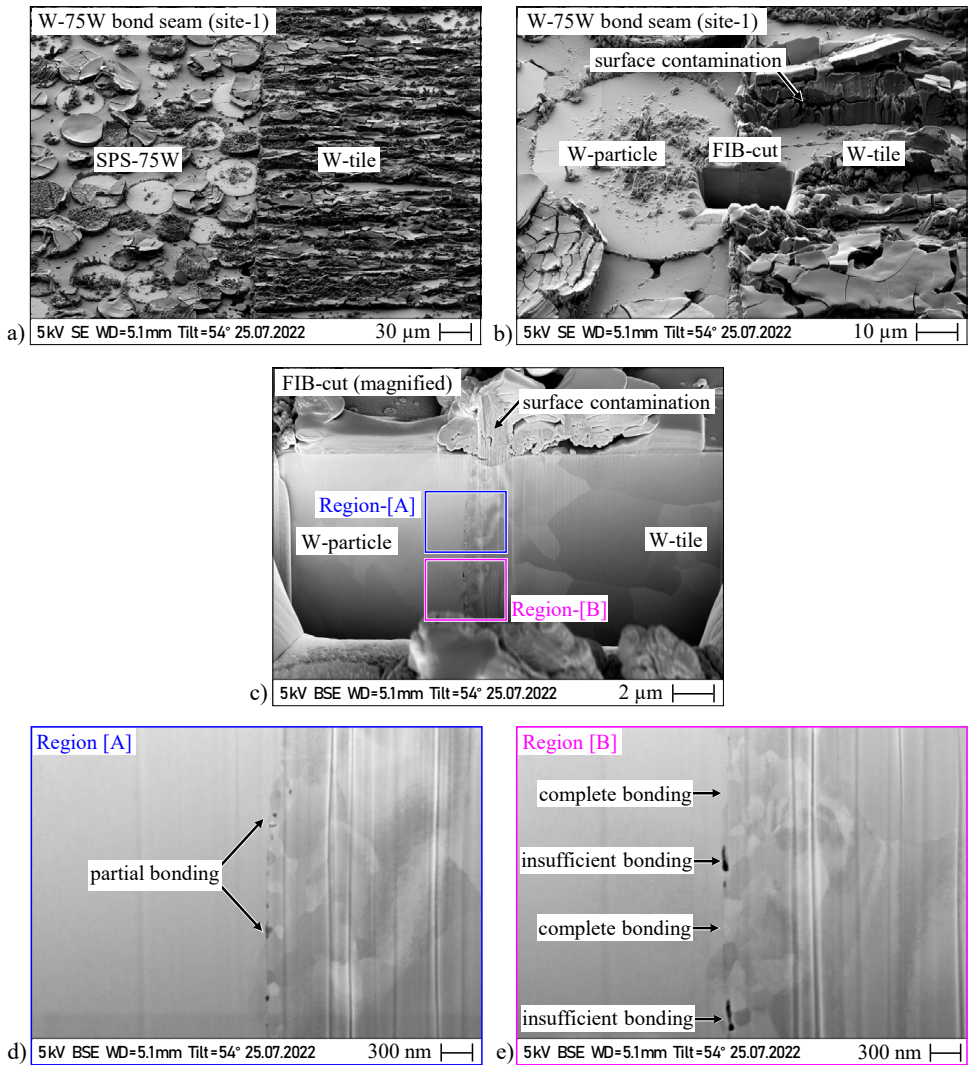 W-75W bond seam (site-1)
SPS-75W
W-tile
5kV SE WD=5.1mm Tilt=54° 25.07.2022
30 µm
a)
W-75W bond seam (site-1)
surface contamination
W-particle
FIB-cut
W-tile
5kV SE WD=5.1mm Tilt=54° 25.07.2022
10 µm
b)
FIB-cut (magnified)
surface contamination
Region-[A]
W-particle
W-tile
Region-[B]
5kV BSE WD=5.1mm Tilt=54° 25.07.2022
2 µm
c)
Region [A]
partial bonding
5kV BSE WD=5.1mm Tilt=54° 25.07.2022
300 nm
d)
Region [B]
complete bonding
insufficient bonding
complete bonding
insufficient bonding
5kV BSE WD=5.1mm Tilt=54° 25.07.2022
300 nm
e)